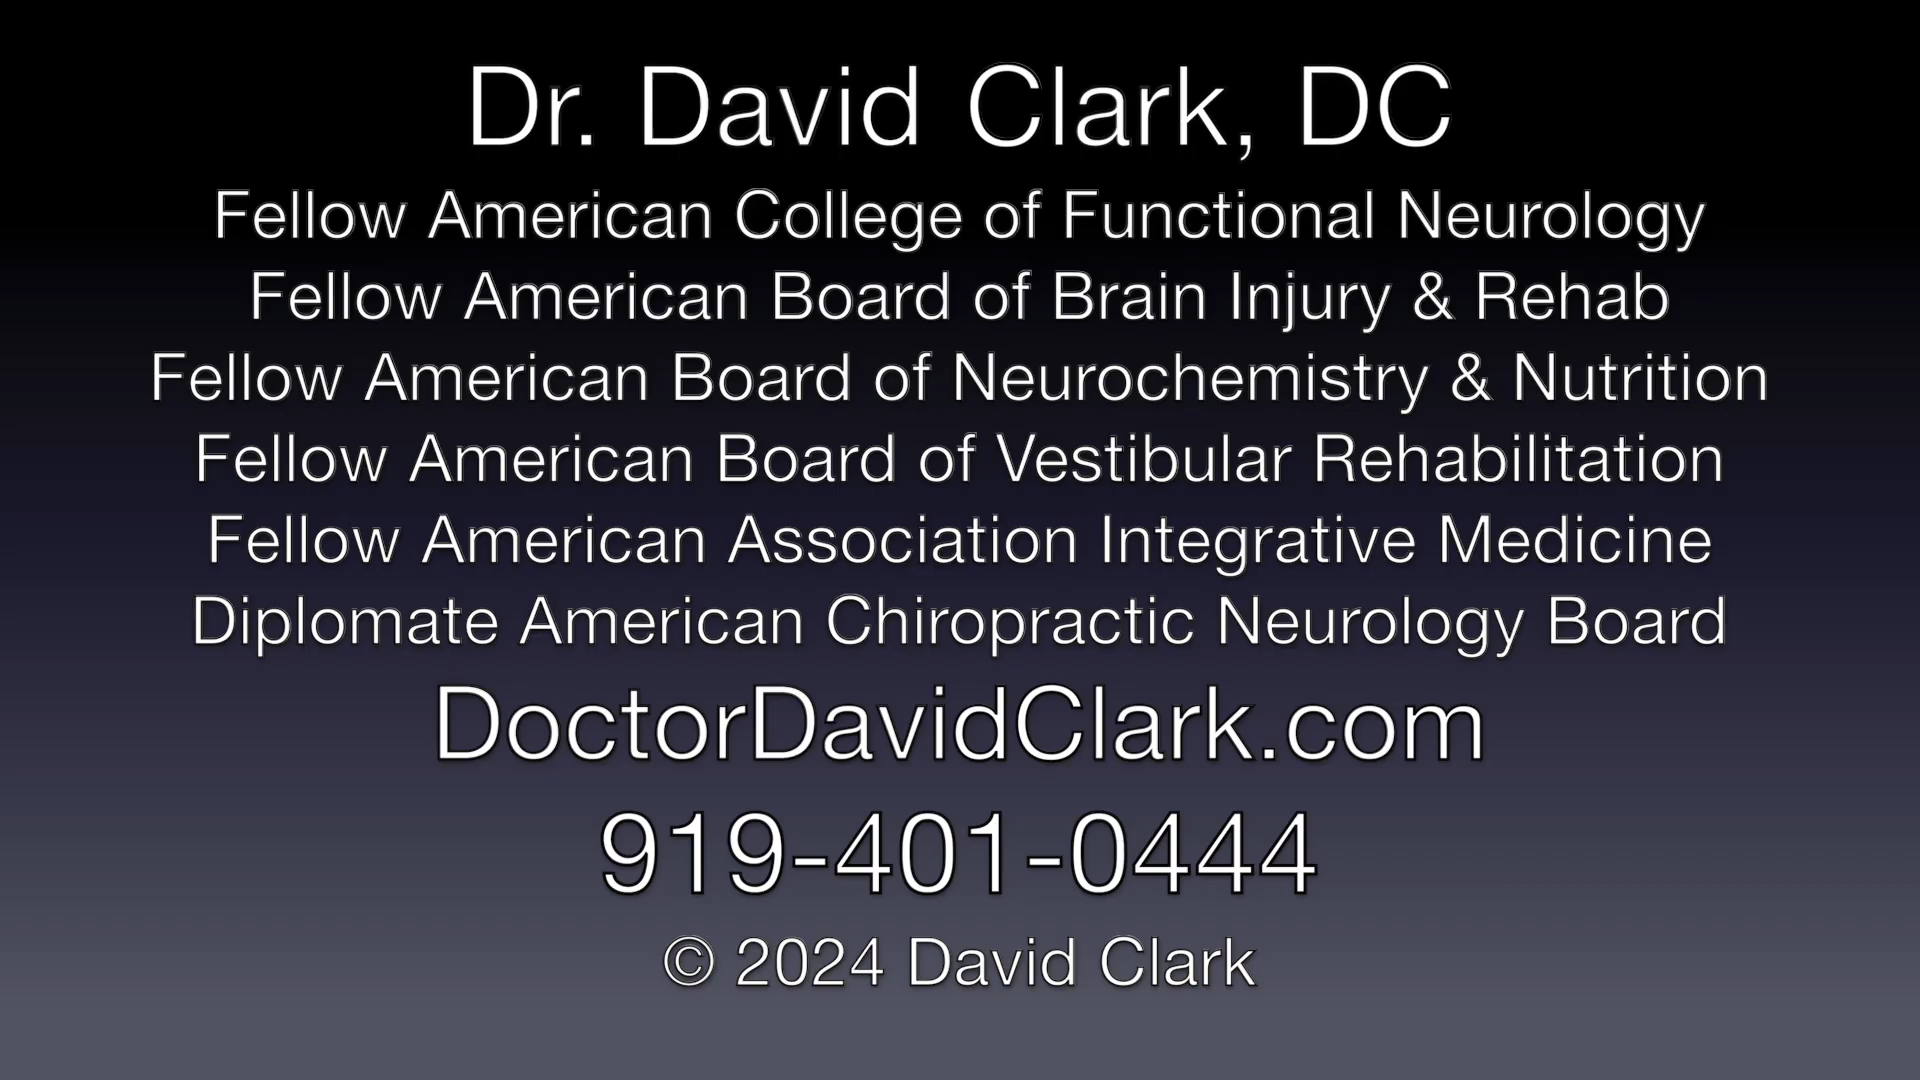 Dr. David Clark, DC
Fellow American College of Functional Neurology
Fellow American Board of Brain Injury & Rehab
Fellow American Board of Neurochemistry & Nutrition
Fellow American Board of Vestibular Rehabilitation
Fellow American Association Integrative Medicine
Diplomate American Chiropractic Neurology Board
DoctorDavidClark.com
919-401-0444
© 2024 David Clark